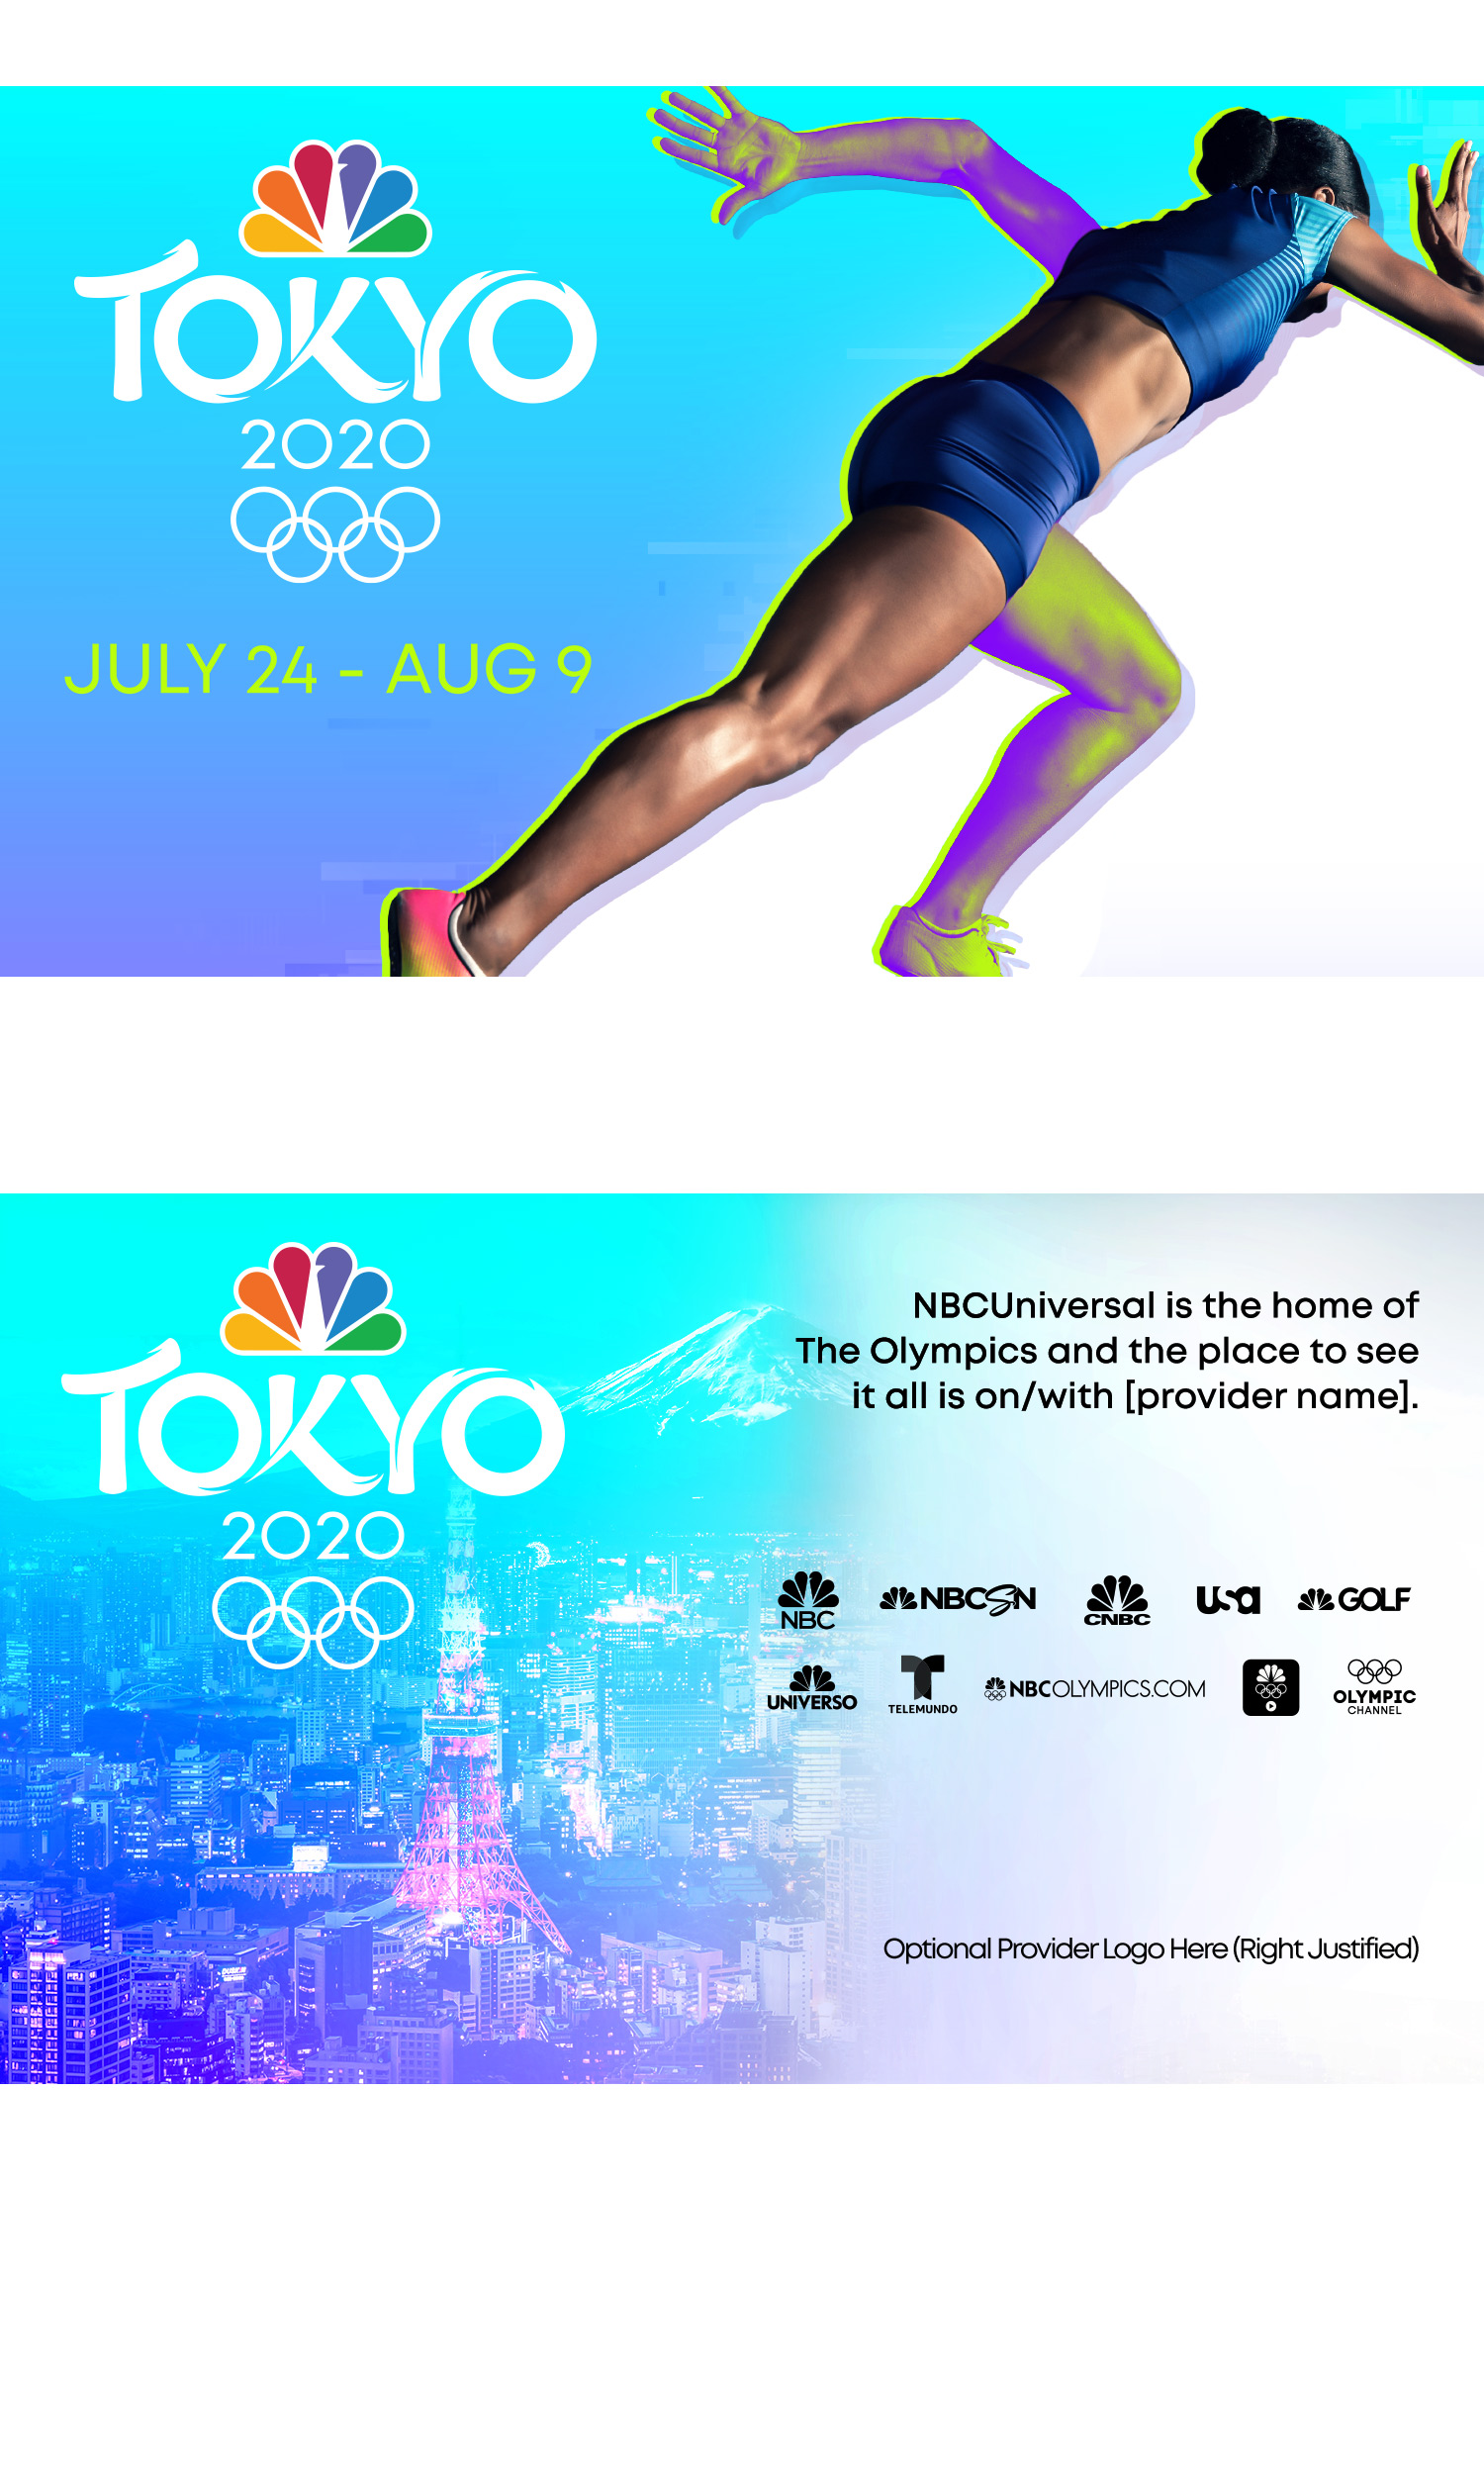 TOKYO
2020
JULY 24 - AUG 9
TOKYO
2020
NBCUniversal is the home of
The Olympics and the place to see
it all is on/with [provider name].
NBC
NBCSN
CNBC
USA
GOLF
UNIVERSO
TELEMUNDO
NBCOLYMPICS.COM
OLYMPIC
CHANNEL
Optional Provider Logo Here (Right Justified)